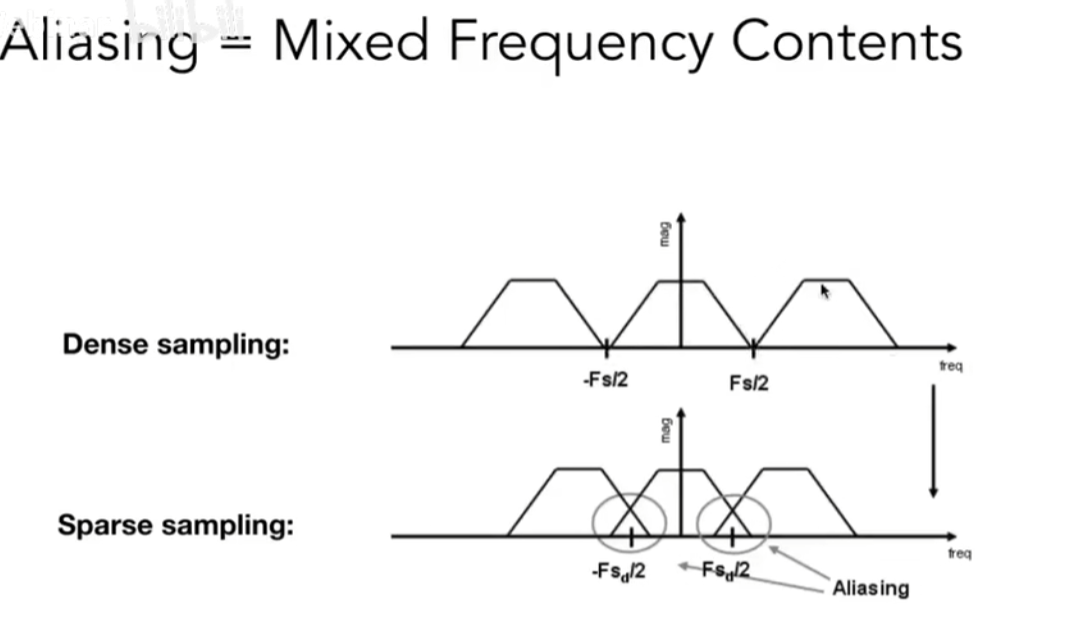 Aliasing = Mixed Frequency Contents
mag
Dense sampling:
-Fs/2
Fs/2
freq
mag
Sparse sampling:
-Fsd/2
Fsd/2
freq
Aliasing